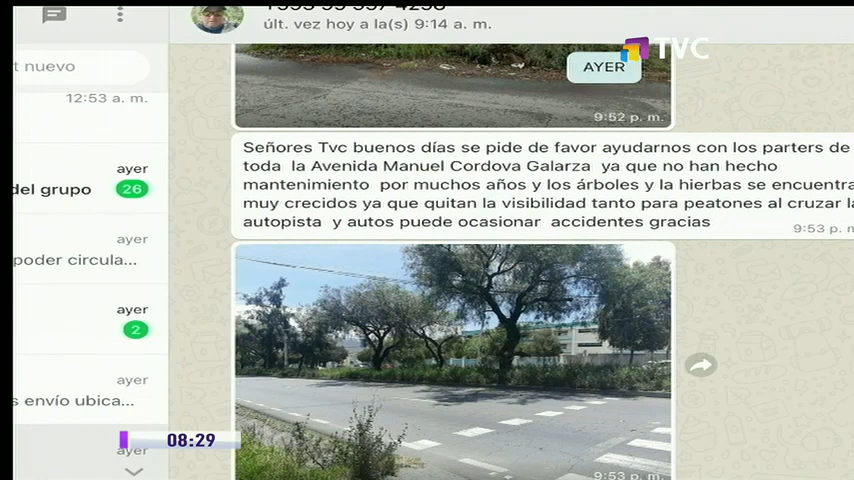 últ. vez hoy a la(s) 9:14 a. m.
TVC
t nuevo
AYER
12:53 a. m.
9:52 p. m.
Señores Tvc buenos días se pide de favor ayudarnos con los parters de
toda la Avenida Manuel Cordova Galarza ya que no han hecho
mantenimiento por muchos años y los árboles y la hierbas se encuentra
muy crecidos ya que quitan la visibilidad tanto para peatones al cruzar la
autopista y autos puede ocasionar accidentes gracias
9:53 p. m
ayer
del grupo 26
ayer
poder circula...
ayer
2
ayer
s envío ubica...
08:29
ayer
9:53 p. m.